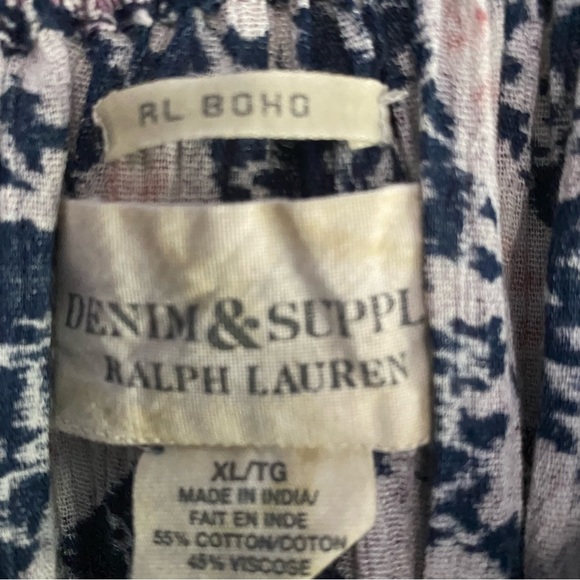 RL BOHO
DENIM & SUPPL
RALPH LAUREN
XL/TG
MADE IN INDIA/
FAIT EN INDE
55% COTTON/COTON
45% VISCOSE